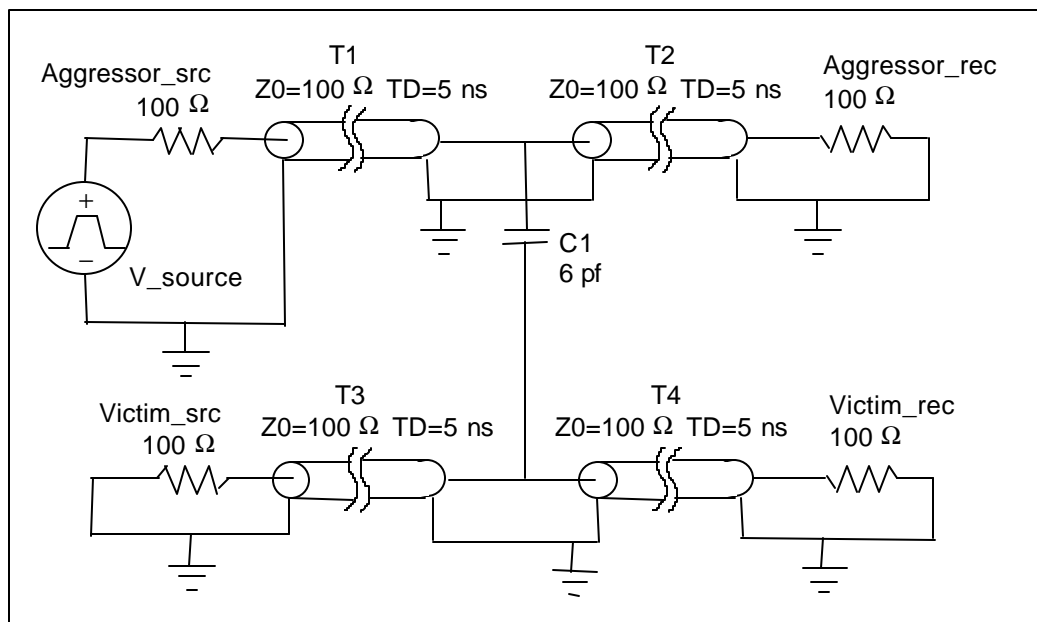 T1
Z0=100 Ω TD=5 ns
T2
Z0=100 Ω TD=5 ns
Aggressor_src
100 Ω
Aggressor_rec
100 Ω
+
−
V_source
C1
6 pf
T3
Z0=100 Ω TD=5 ns
T4
Z0=100 Ω TD=5 ns
Victim_src
100 Ω
Victim_rec
100 Ω